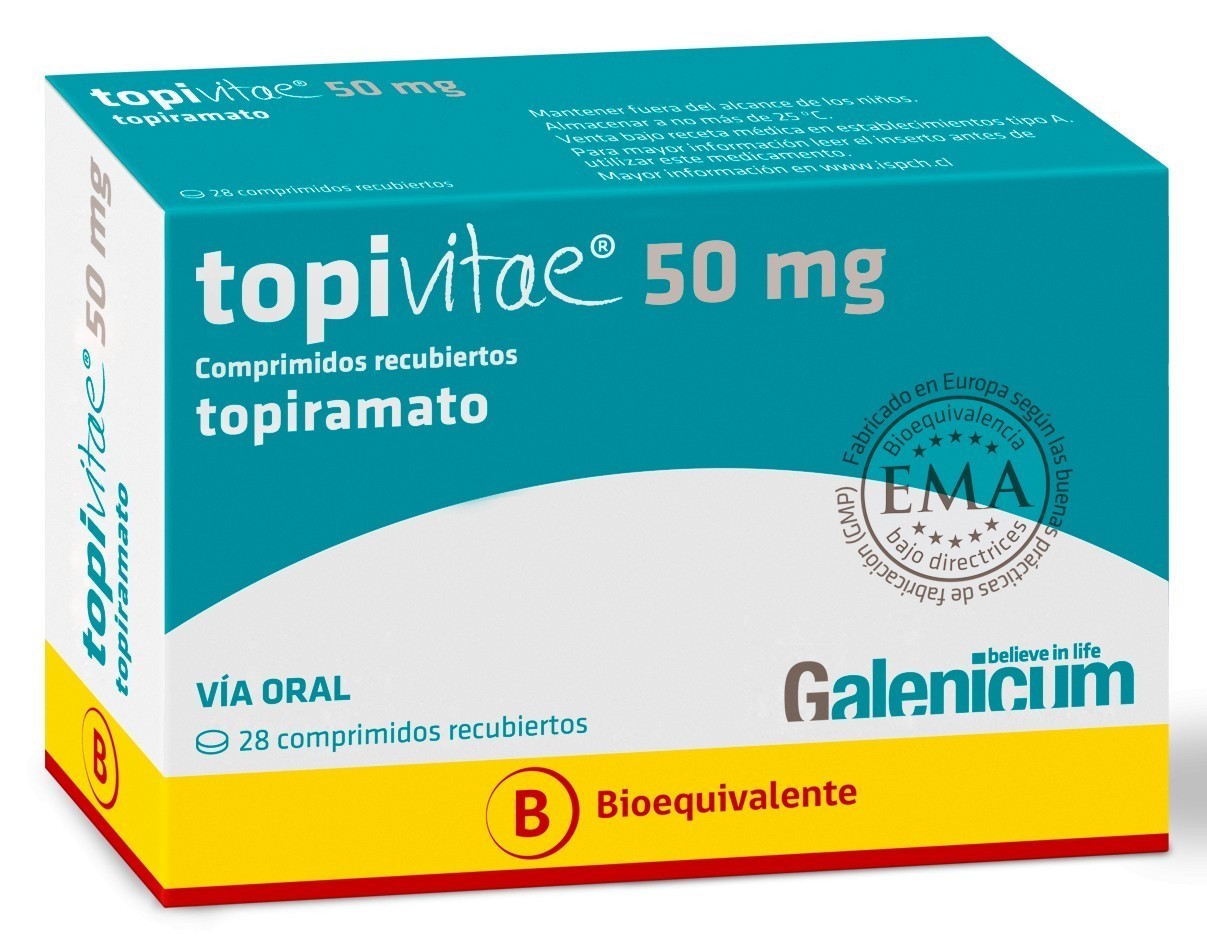 topivitae® 50 mg
topiramato
28 comprimidos recubiertos
Mantener fuera del alcance de los niños.
Almacenar a no más de 25 °C.
Venta bajo receta médica en establecimientos tipo A.
Para mayor información leer el inserto antes de
utilizar este medicamento.
Mayor información en www.ispch.cl
topivitae® 50 mg
topiramato
B
topivitae® 50 mg
Comprimidos recubiertos
topiramato
Fabricado en Europa según las buenas prácticas de fabricación (GMP)
Bioequivalencia
EMA
bajo directrices
VÍA ORAL
28 comprimidos recubiertos
believe in life
Galenicum
B Bioequivalente